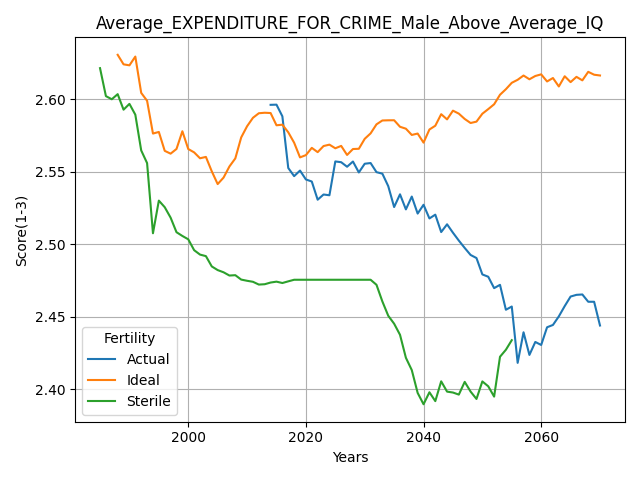 Average_EXPENDITURE_FOR_CRIME_Male_Above_Average_IQ
Score(1-3)
2.60
2.55
2.50
2.45
2.40
Fertility
Actual
Ideal
Sterile
2000
2020
2040
2060
Years